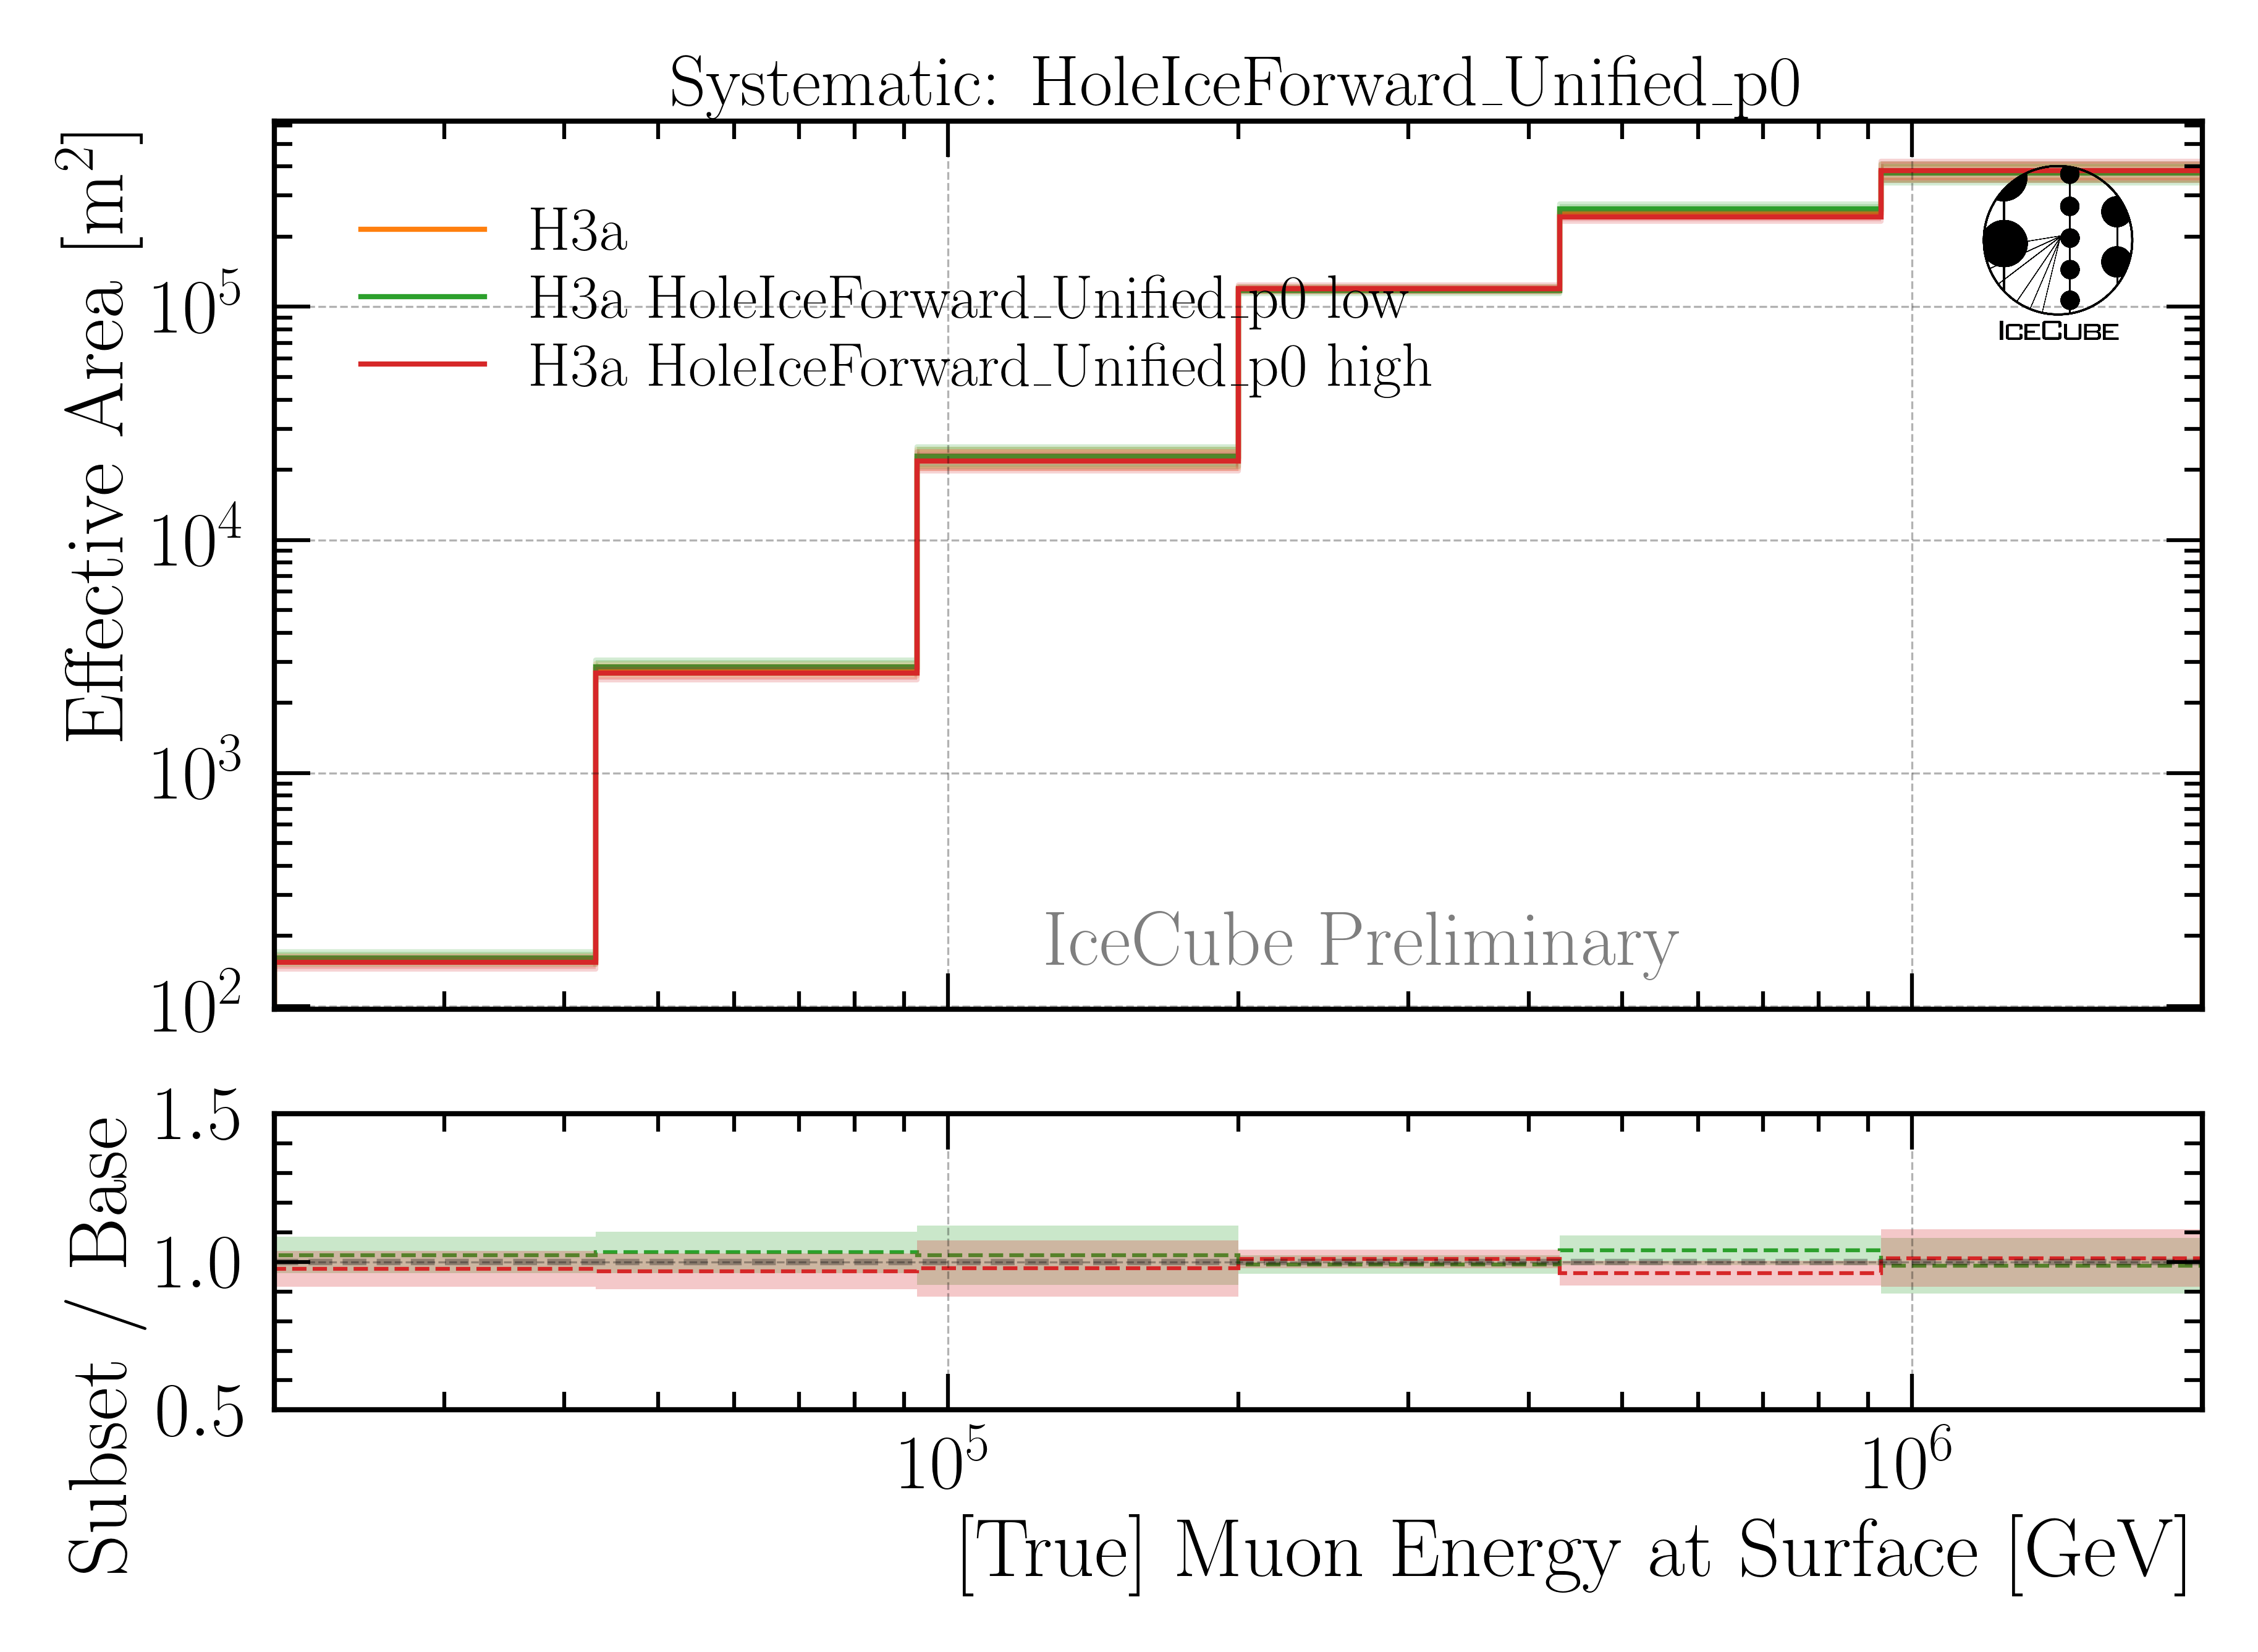 Systematic: HoleIceForward_Unified_p0
Effective Area [m²]
10⁵
10⁴
10³
10²
H3a
H3a HoleIceForward_Unified_p0 low
H3a HoleIceForward_Unified_p0 high
ICECUBE
IceCube Preliminary
Subset / Base
1.5
1.0
0.5
10⁵
10⁶
[True] Muon Energy at Surface [GeV]